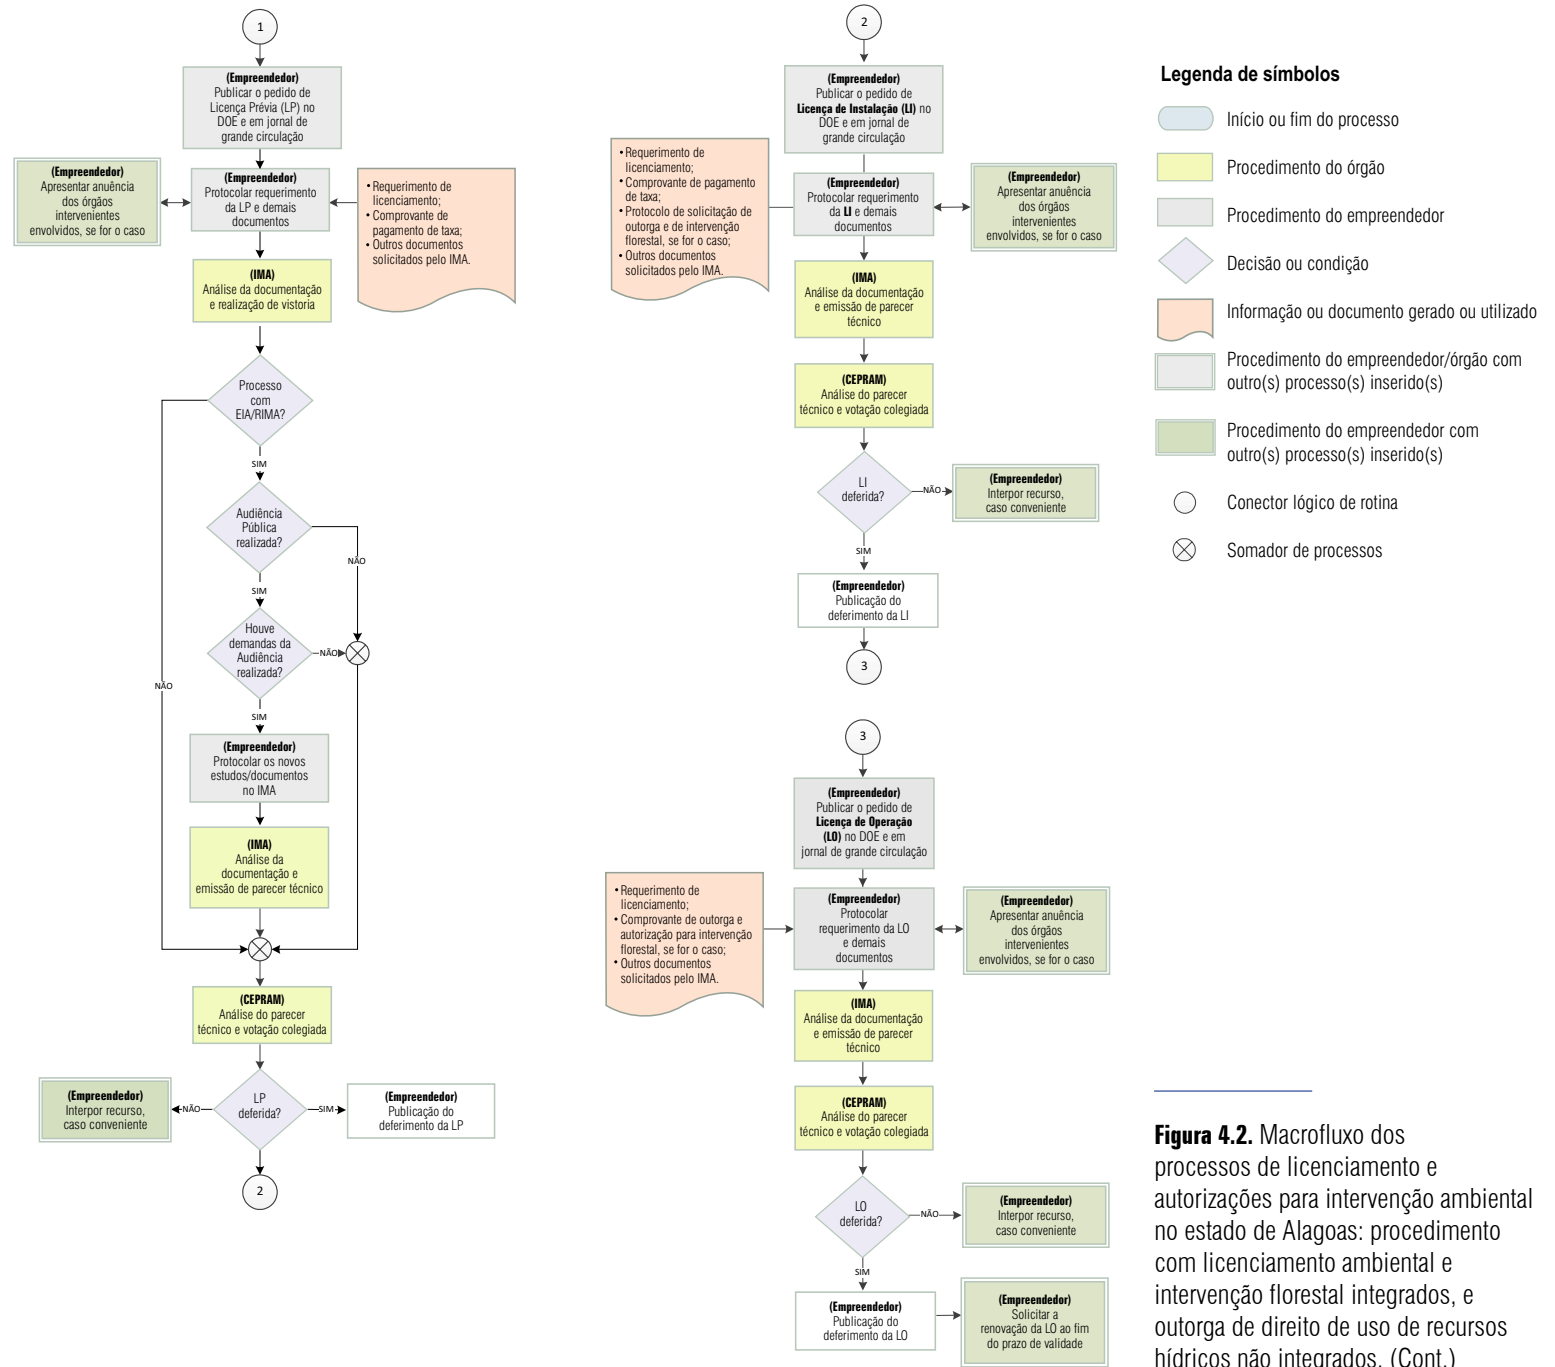 1
(Empreendedor)
Publicar o pedido de
Licença Prévia (LP) no
DOE e em jornal de
grande circulação
(Empreendedor)
Apresentar anuência
dos órgãos
intervenientes
envolvidos, se for o caso
(Empreendedor)
Protocolar requerimento
da LP e demais
documentos
• Requerimento de
licenciamento;
• Comprovante de
pagamento de taxa;
• Outros documentos
solicitados pelo IMA.
(IMA)
Análise da documentação
e realização de vistoria
Processo
com
EIA/RIMA?
SIM
Audiência
Pública
realizada?
NÃO
SIM
Houve
demandas da
Audiência
realizada?
NÃO
NÃO
SIM
(Empreendedor)
Protocolar os novos
estudos/documentos
no IMA
(IMA)
Análise da
documentação e
emissão de parecer técnico
(CEPRAM)
Análise do parecer
técnico e votação colegiada
(Empreendedor)
Interpor recurso,
caso conveniente
NÃO
LP
deferida?
SIM
(Empreendedor)
Publicação do
deferimento da LP
2
2
(Empreendedor)
Publicar o pedido de
Licença de Instalação (LI) no
DOE e em jornal de
grande circulação
• Requerimento de
licenciamento;
• Comprovante de pagamento
de taxa;
• Protocolo de solicitação de
outorga e de intervenção
florestal, se for o caso;
• Outros documentos
solicitados pelo IMA.
(Empreendedor)
Protocolar requerimento
da LI e demais
documentos
(Empreendedor)
Apresentar anuência
dos órgãos
intervenientes
envolvidos, se for o caso
(IMA)
Análise da documentação
e emissão de parecer
técnico
(CEPRAM)
Análise do parecer
técnico e votação colegiada
LI
deferida?
NÃO
(Empreendedor)
Interpor recurso,
caso conveniente
SIM
(Empreendedor)
Publicação do
deferimento da LI
3
3
(Empreendedor)
Publicar o pedido de
Licença de Operação
(LO) no DOE e em
jornal de grande circulação
• Requerimento de
licenciamento;
• Comprovante de outorga e
autorização para intervenção
florestal, se for o caso;
• Outros documentos
solicitados pelo IMA.
(Empreendedor)
Protocolar
requerimento da LO
e demais
documentos
(Empreendedor)
Apresentar anuência
dos órgãos
intervenientes
envolvidos, se for o caso
(IMA)
Análise da documentação
e emissão de parecer
técnico
(CEPRAM)
Análise do parecer
técnico e votação colegiada
LO
deferida?
NÃO
(Empreendedor)
Interpor recurso,
caso conveniente
SIM
(Empreendedor)
Publicação do
deferimento da LO
(Empreendedor)
Solicitar a
renovação da LO ao fim
do prazo de validade
Legenda de símbolos
Início ou fim do processo
Procedimento do órgão
Procedimento do empreendedor
Decisão ou condição
Informação ou documento gerado ou utilizado
Procedimento do empreendedor/órgão com
outro(s) processo(s) inserido(s)
Procedimento do empreendedor com
outro(s) processo(s) inserido(s)
Conector lógico de rotina
Somador de processos
Figura 4.2. Macrofluxo dos
processos de licenciamento e
autorizações para intervenção ambiental
no estado de Alagoas: procedimento
com licenciamento ambiental e
intervenção florestal integrados, e
outorga de direito de uso de recursos
hídricos não integrados. (Cont.)